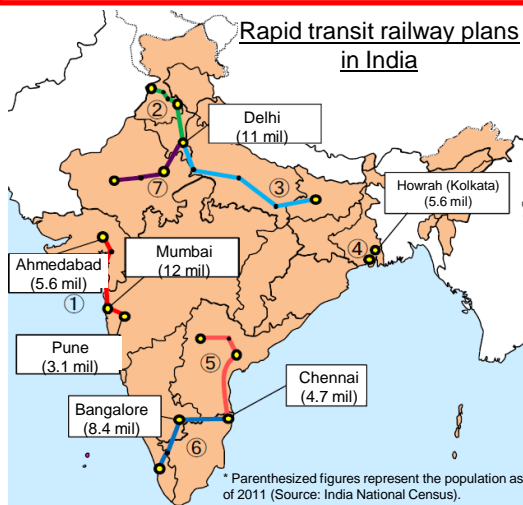 Rapid transit railway plans
in India
②
Delhi
(11 mil)
⑦
③
Howrah (Kolkata)
(5.6 mil)
④
Ahmedabad
(5.6 mil)
Mumbai
(12 mil)
①
Pune
(3.1 mil)
⑤
Chennai
(4.7 mil)
Bangalore
(8.4 mil)
⑥
* Parenthesized figures represent the population as
of 2011 (Source: India National Census).